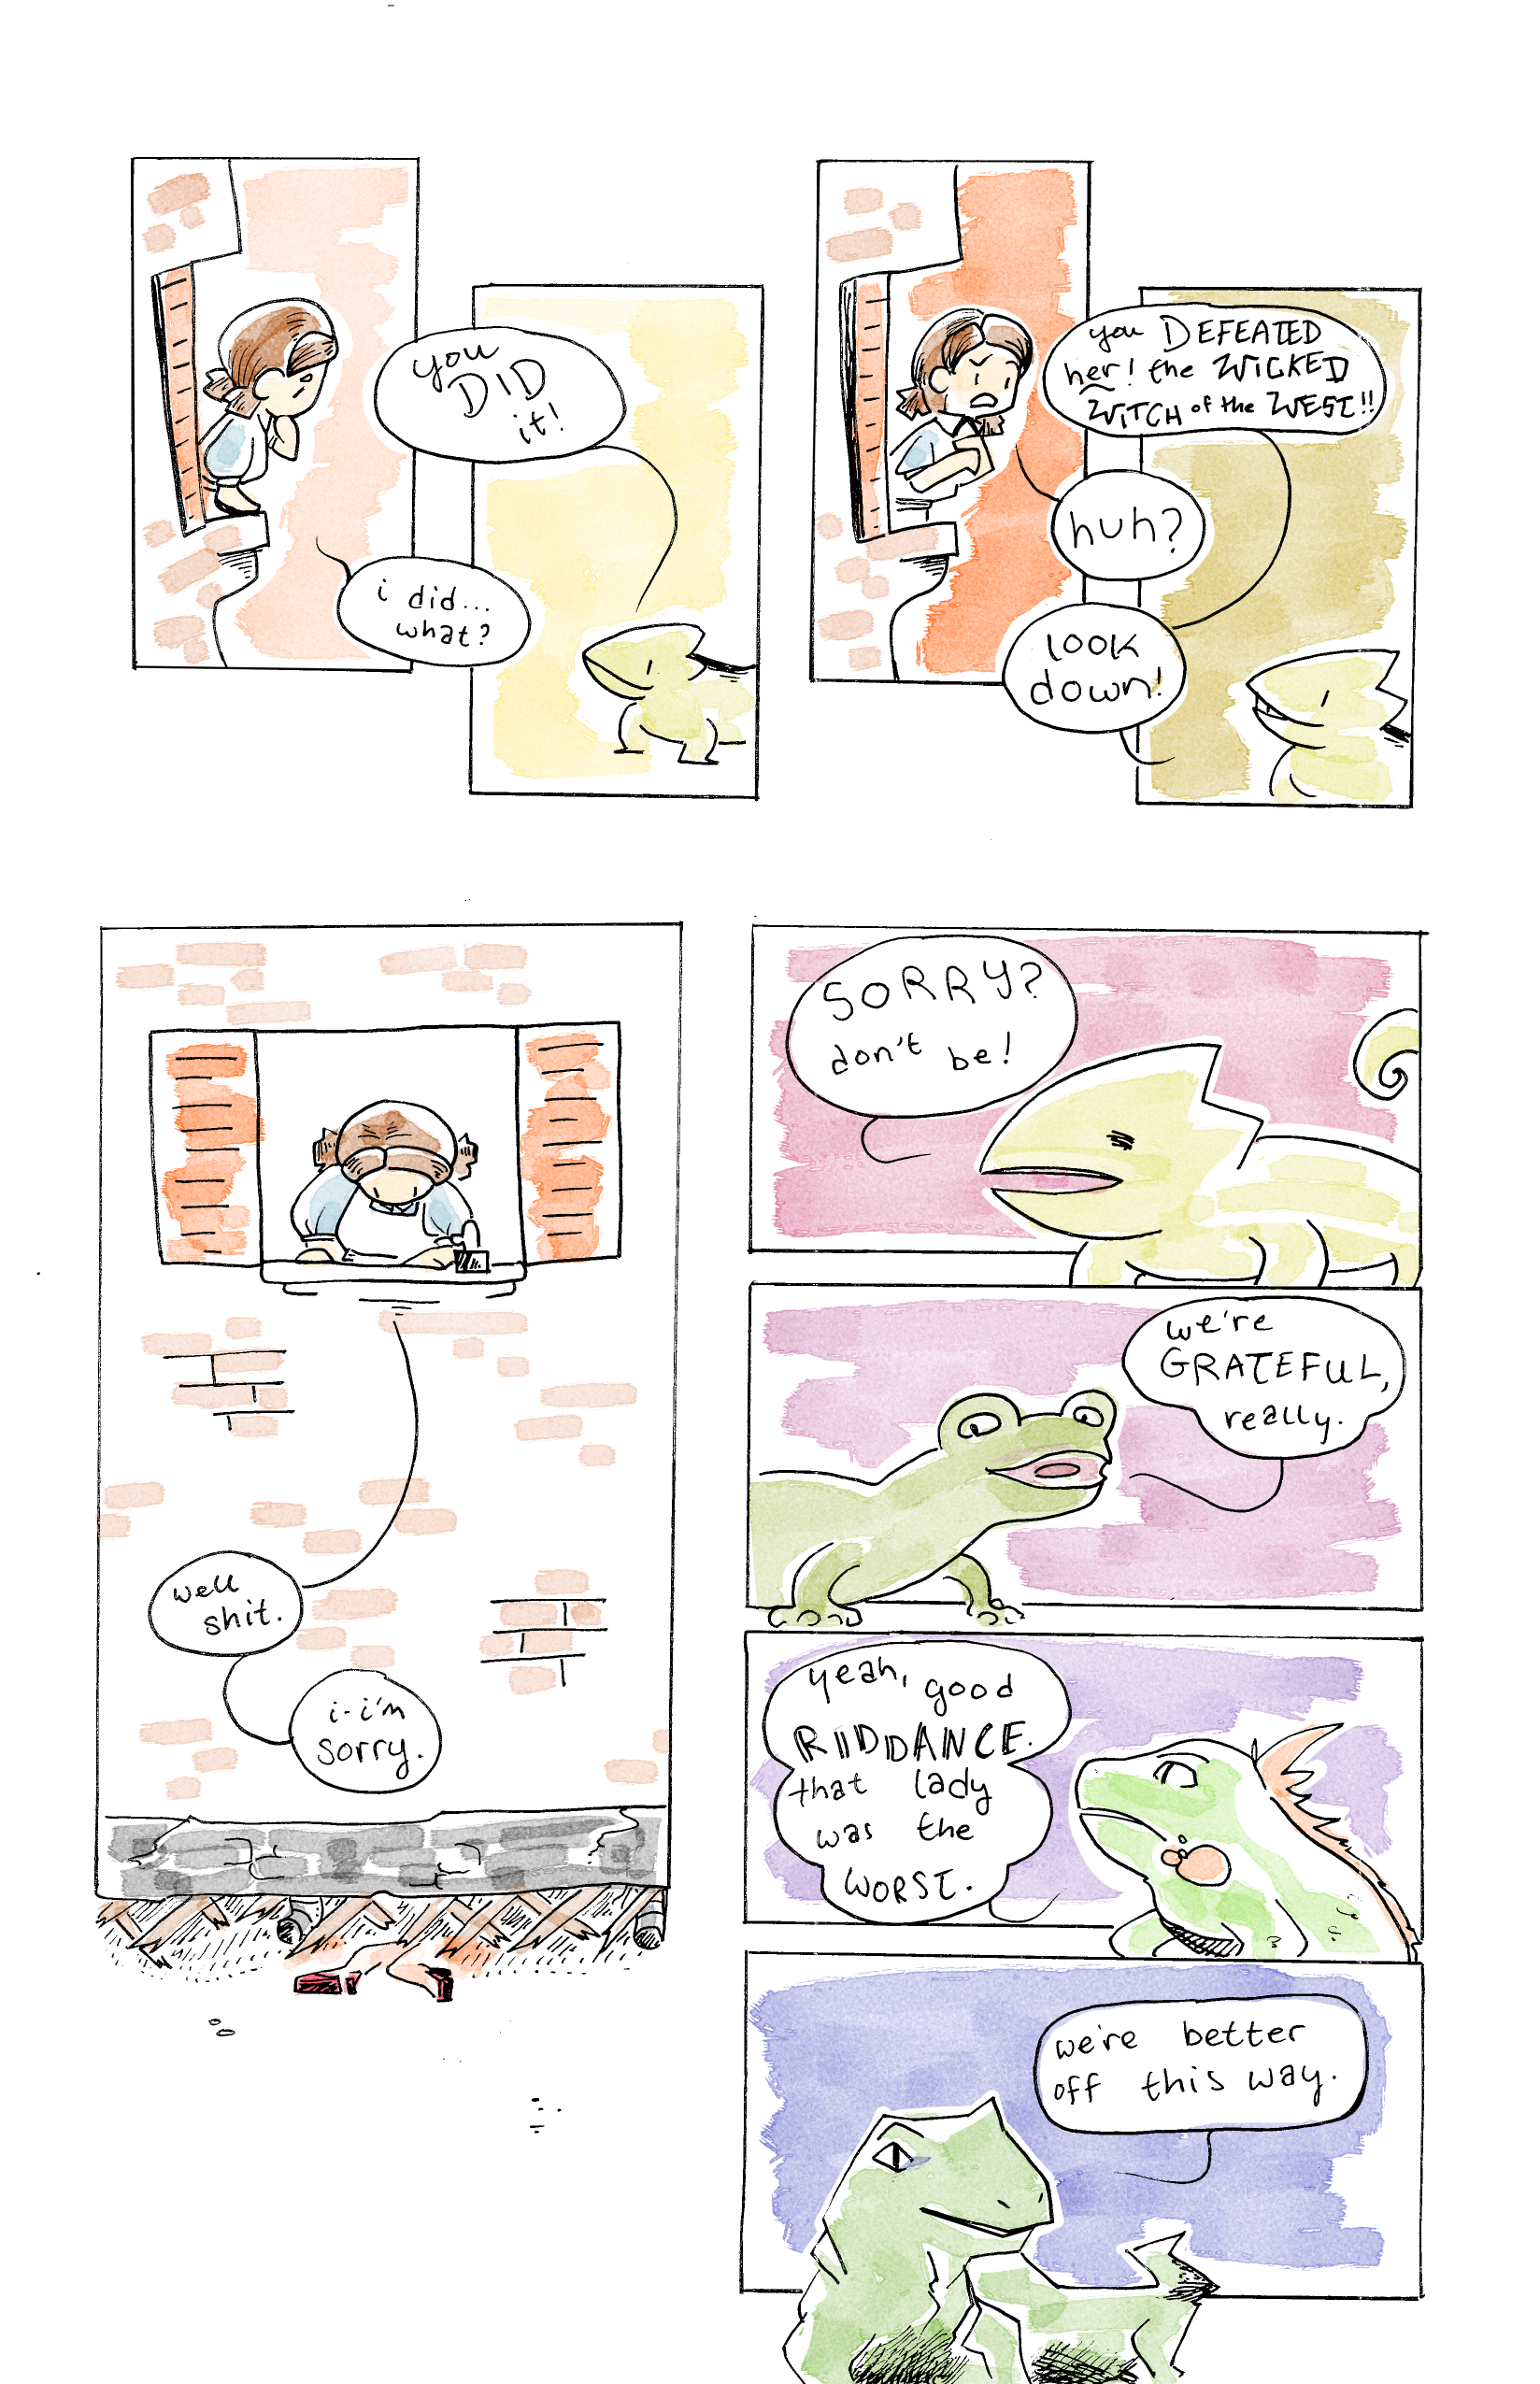 you
DID
it!
i did...
what?
you DEFEATED
her! the WICKED
WITCH of the WEST!!
huh?
look
down!
well
shit.
i-i'm
sorry.
SORRY?
don't be!
we're
GRATEFUL,
really.
yeah, good
RIDDANCE.
that lady
was the
WORST.
we're better
off this way.